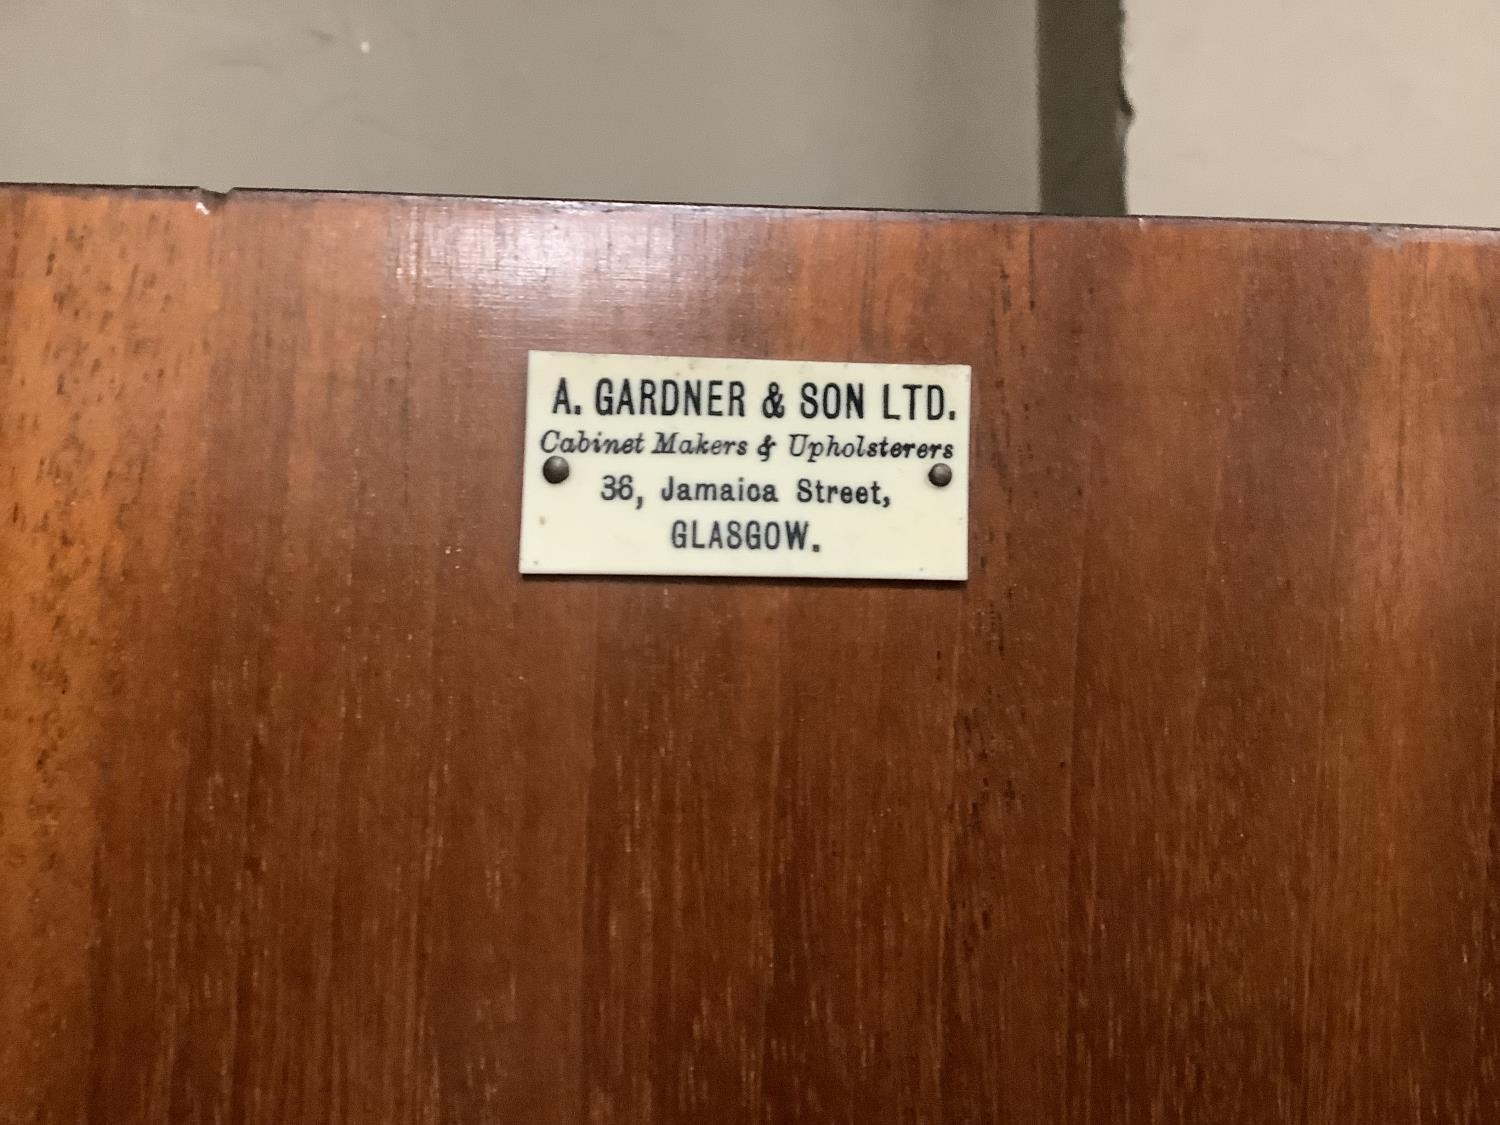 A. GARDNER & SON LTD.
Cabinet Makers & Upholsterers
36, Jamaica Street,
GLASGOW.